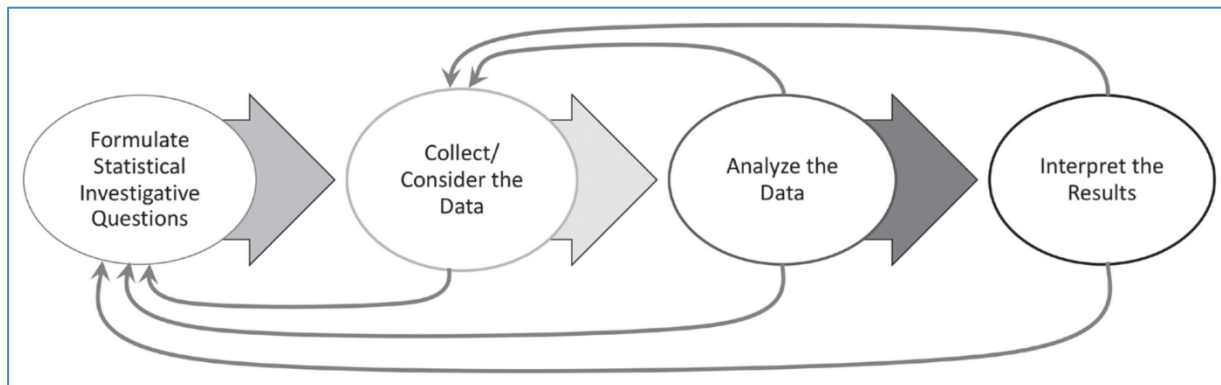 Formulate
Statistical
Investigative
Questions
Collect/
Consider the
Data
Analyze the
Data
Interpret the
Results